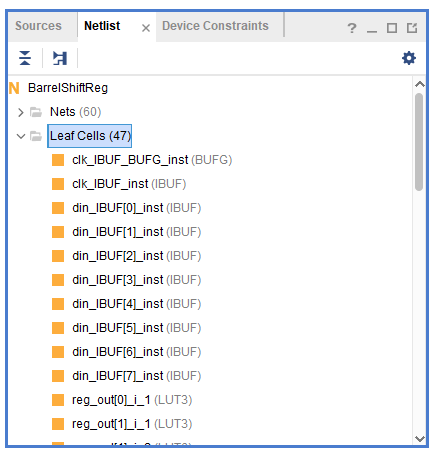 Sources Netlist × Device Constraints ? _
N BarrelShiftReg
Nets (60)
Leaf Cells (47)
clk_IBUF_BUFG_inst (BUFG)
clk_IBUF_inst (IBUF)
din_IBUF[0]_inst (IBUF)
din_IBUF[1]_inst (IBUF)
din_IBUF[2]_inst (IBUF)
din_IBUF[3]_inst (IBUF)
din_IBUF[4]_inst (IBUF)
din_IBUF[5]_inst (IBUF)
din_IBUF[6]_inst (IBUF)
din_IBUF[7]_inst (IBUF)
reg_out[0]_i_1 (LUT3)
reg_out[1]_i_1 (LUT3)